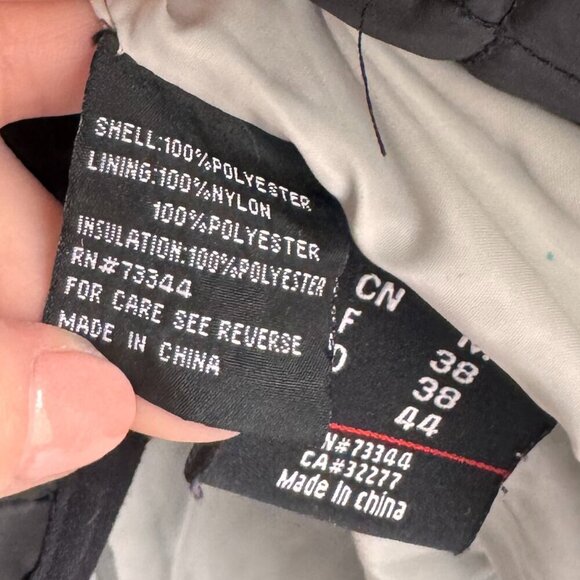 SHELL:100%POLYESTER
LINING:100%NYLON
100%POLYESTER
INSULATION:100%POLYESTER
RN#73344
FOR CARE SEE REVERSE
MADE IN CHINA
CN M
F 38
38
44
N#73344
CA#32277
Made in china